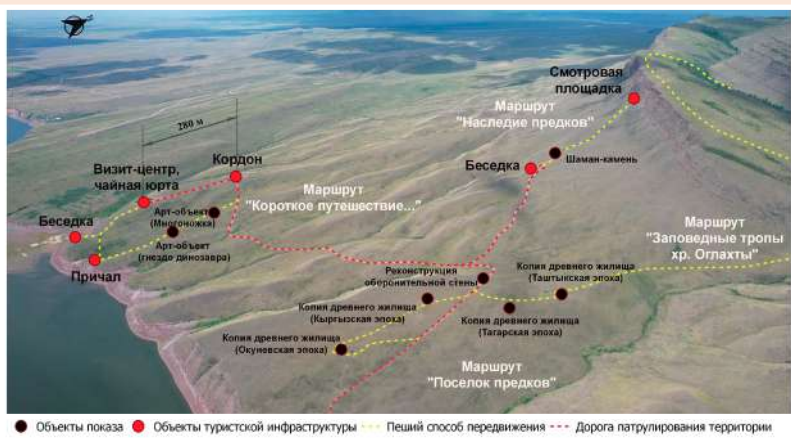 Смотровая
площадка
Маршрут
"Наследие предков"
280 м
Шаман-камень
Кордон
Беседка
Визит-центр,
чайная юрта
Маршрут
"Короткое путешествие..."
Беседка
Арт-объект
(Многоножка)
Маршрут
"Заповедные тропы
хр. Оглахты"
Арт-объект
(гнездо динозавра)
Причал
Реконструкция
оборонительной стены
Копия древнего жилища
(Таштыкская эпоха)
Копия древнего жилища
(Кыргызская эпоха)
Копия древнего жилища
(Тагарская эпоха)
Копия древнего жилища
(Окуневская эпоха)
Маршрут
"Поселок предков"
Объекты показа Объекты туристкой инфраструктуры Пеший способ передвижения Дорога патрулирования территории